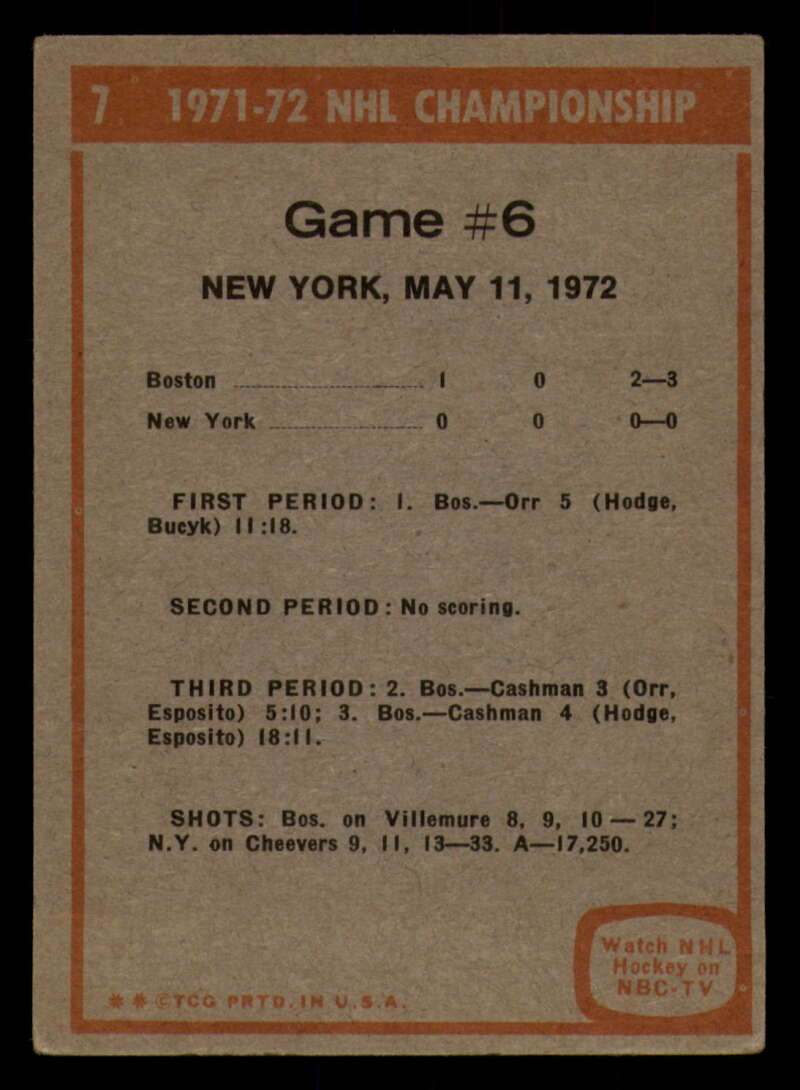 7 1971-72 NHL CHAMPIONSHIP
Game #6
NEW YORK, MAY 11, 1972
Boston ........................ 1 0 2—3
New York ................... 0 0 0—0
FIRST PERIOD: 1. Bos.—Orr 5 (Hodge,
Bucyk) 11:18.
SECOND PERIOD: No scoring.
THIRD PERIOD: 2. Bos.—Cashman 3 (Orr,
Esposito) 5:10; 3. Bos.—Cashman 4 (Hodge,
Esposito) 18:11.
SHOTS: Bos. on Villemure 8, 9, 10—27;
N.Y. on Cheevers 9, 11, 13—33. A—17,250.
Watch NHL
Hockey on
NBC-TV
* * ©TCG PRTD. IN U.S.A.